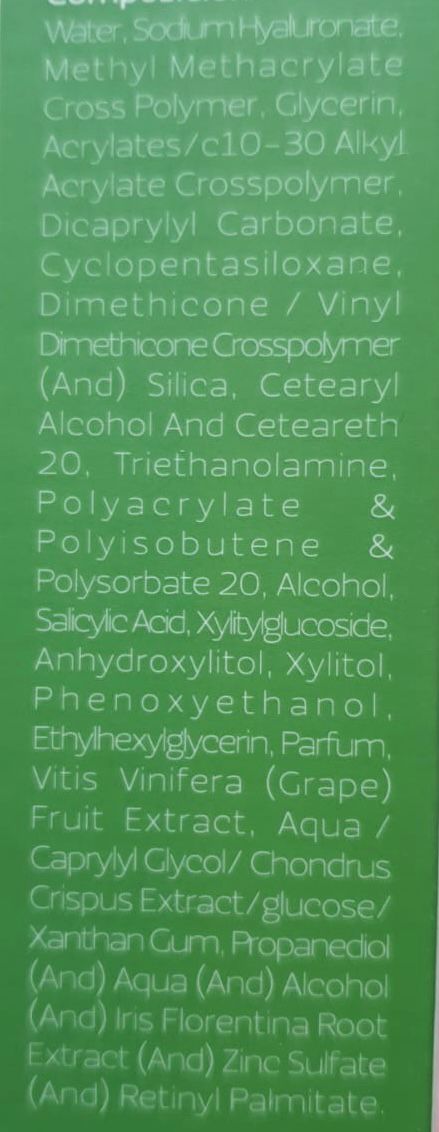 Water, Sodium Hyaluronate,
Methyl Methacrylate
Cross Polymer, Glycerin,
Acrylates/c10-30 Alkyl
Acrylate Crosspolymer,
Dicaprylyl Carbonate,
Cyclopentasiloxane,
Dimethicone / Vinyl
Dimethicone Crosspolymer
(And) Silica, Cetearyl
Alcohol And Ceteareth
20, Triethanolamine,
Polyacrylate &
Polyisobutene &
Polysorbate 20, Alcohol,
Salicylic Acid, Xylitylglucoside,
Anhydroxylitol, Xylitol,
Phenoxyethanol,
Ethylhexylglycerin, Parfum,
Vitis Vinifera (Grape)
Fruit Extract, Aqua /
Caprylyl Glycol/ Chondrus
Crispus Extract/glucose/
Xanthan Gum, Propanediol
(And) Aqua (And) Alcohol
(And) Iris Florentina Root
Extract (And) Zinc Sulfate
(And) Retinyl Palmitate.